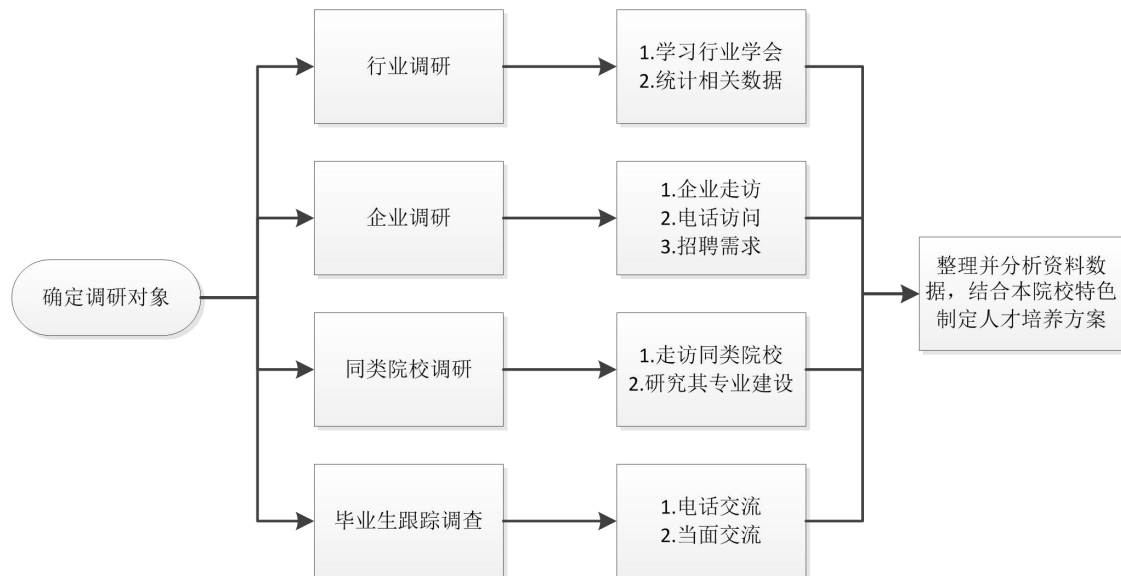 行业调研
1.学习行业学会
2.统计相关数据
企业调研
1.企业走访
2.电话访问
3.招聘需求
确定调研对象
整理并分析资料数
据，结合本院校特色
制定人才培养方案
同类院校调研
1.走访同类院校
2.研究其专业建设
毕业生跟踪调查
1.电话交流
2.当面交流